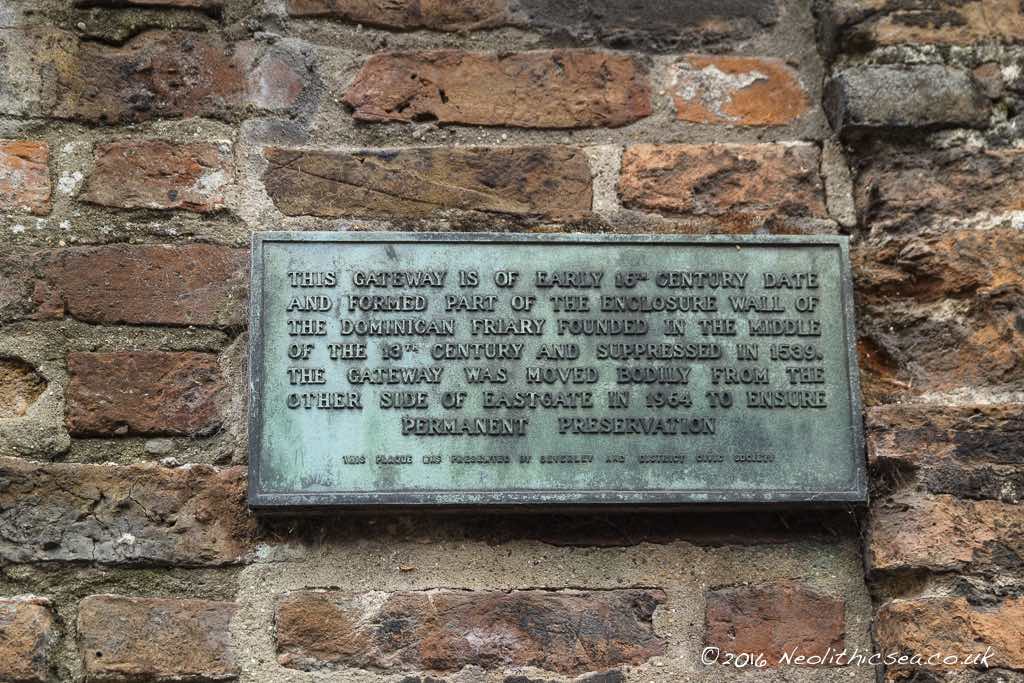 THIS GATEWAY IS OF EARLY 16TH CENTURY DATE
AND FORMED PART OF THE ENCLOSURE WALL OF
THE DOMINICAN FRIARY FOUNDED IN THE MIDDLE
OF THE 13TH CENTURY AND SUPPRESSED IN 1539.
THE GATEWAY WAS MOVED BODILY FROM THE
OTHER SIDE OF EASTGATE IN 1964 TO ENSURE
PERMANENT PRESERVATION
THIS PLAQUE WAS PRESENTED BY BEVERLEY AND DISTRICT CIVIC SOCIETY
©2016 Neolithicsea.co.uk